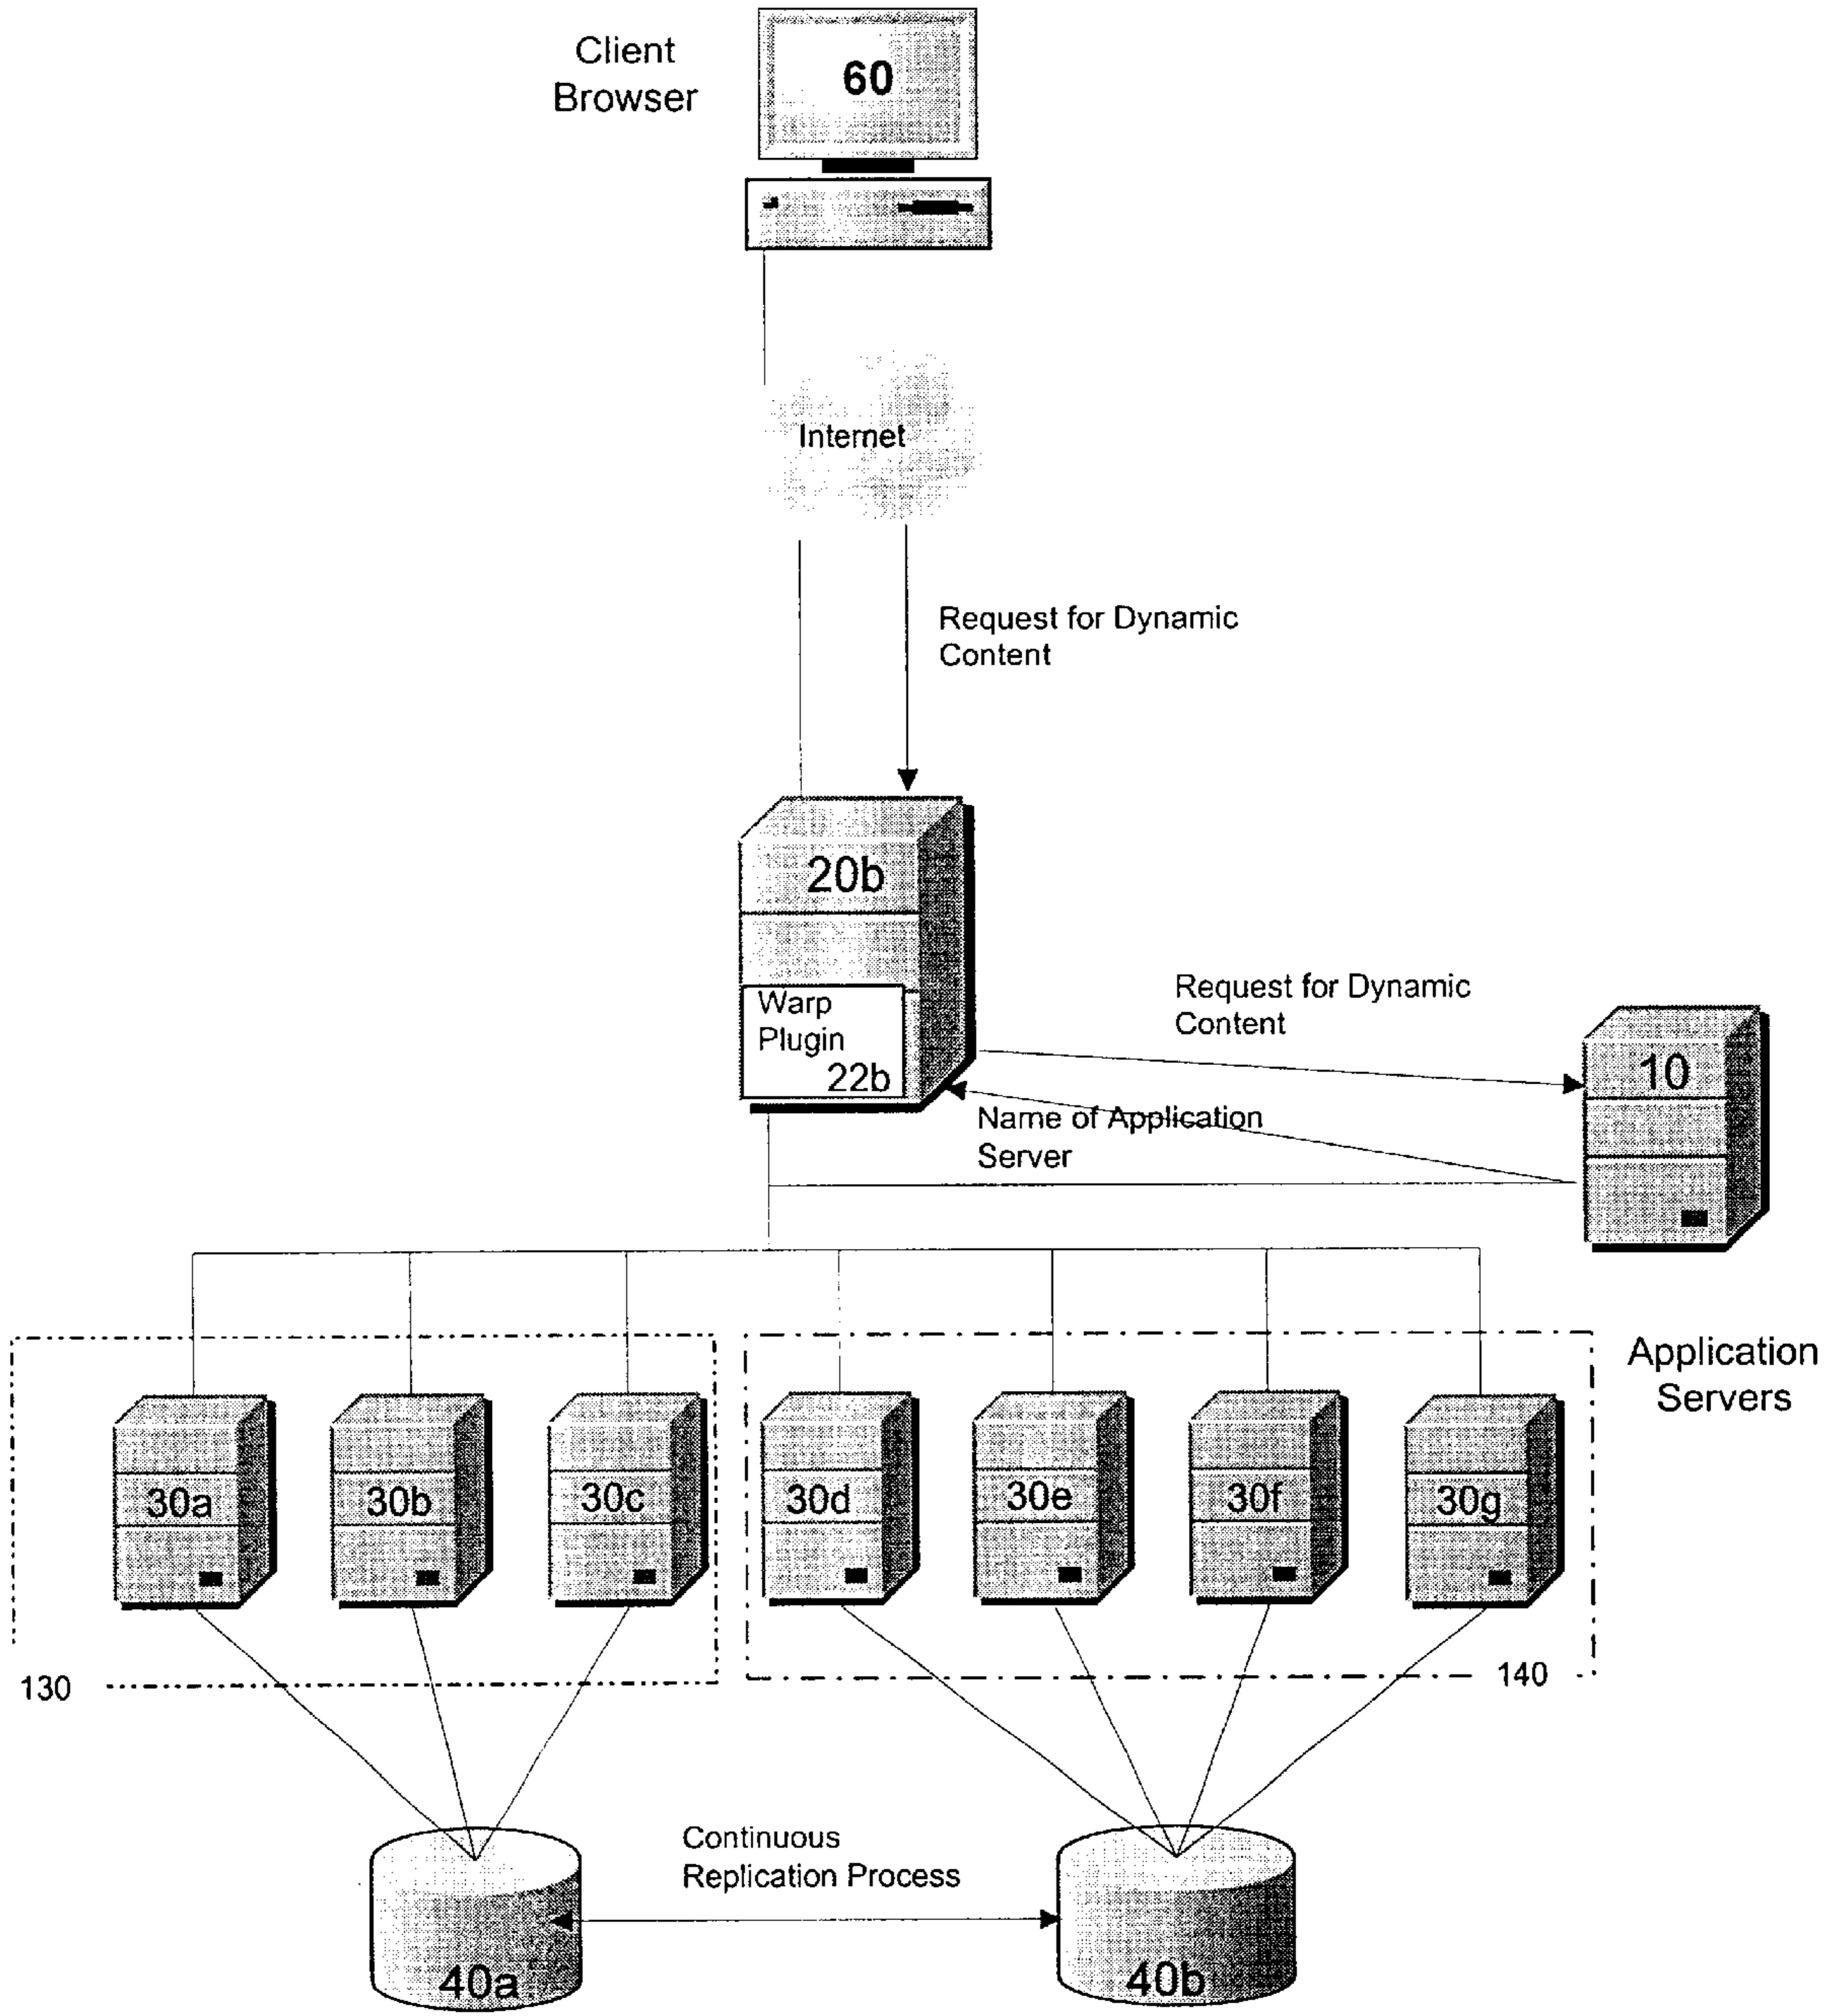 Client
Browser
60
Internet
Request for Dynamic
Content
20b
Warp
Plugin
22b
Request for Dynamic
Content
10
Name of Application
Server
Application
Servers
30a
30b
30c
30d
30e
30f
30g
130
140
Continuous
Replication Process
40a
40b